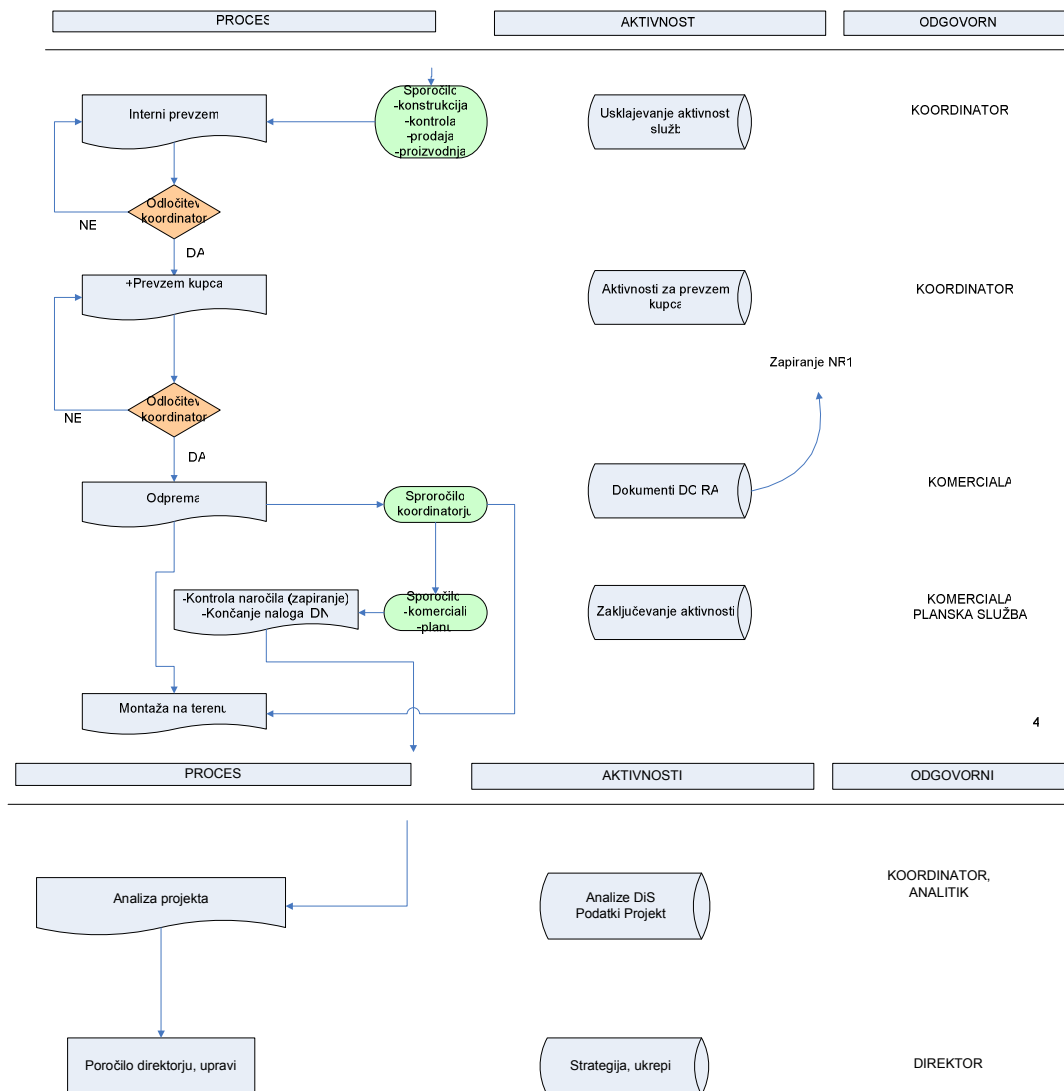 PROCES
AKTIVNOST
ODGOVORN
Sporočilo
-konstrukcija
-kontrola
-prodaja
-proizvodnja
Interni prevzem
Usklajevanje aktivnost
služb
KOORDINATOR
Odločitev
koordinator
NE
DA
+Prevzem kupca
Aktivnosti za prevzem
kupca
KOORDINATOR
Zapiranje NR1
Odločitev
koordinator
NE
DA
Odprema
Sproročilo
koordinatorju
Dokumenti DO RA
KOMERCIALA
-Kontrola naročila (zapiranje)
-Končanje naloga DN
Sporočilo
-komerciali
-planu
Zaključevanje aktivnosti
KOMERCIALA
PLANSKA SLUŽBA
Montaža na terenu
4
PROCES
AKTIVNOSTI
ODGOVORNI
Analiza projekta
Analize DiS
Podatki Projekt
KOORDINATOR,
ANALITIK
Poročilo direktorju, upravi
Strategija, ukrepi
DIREKTOR